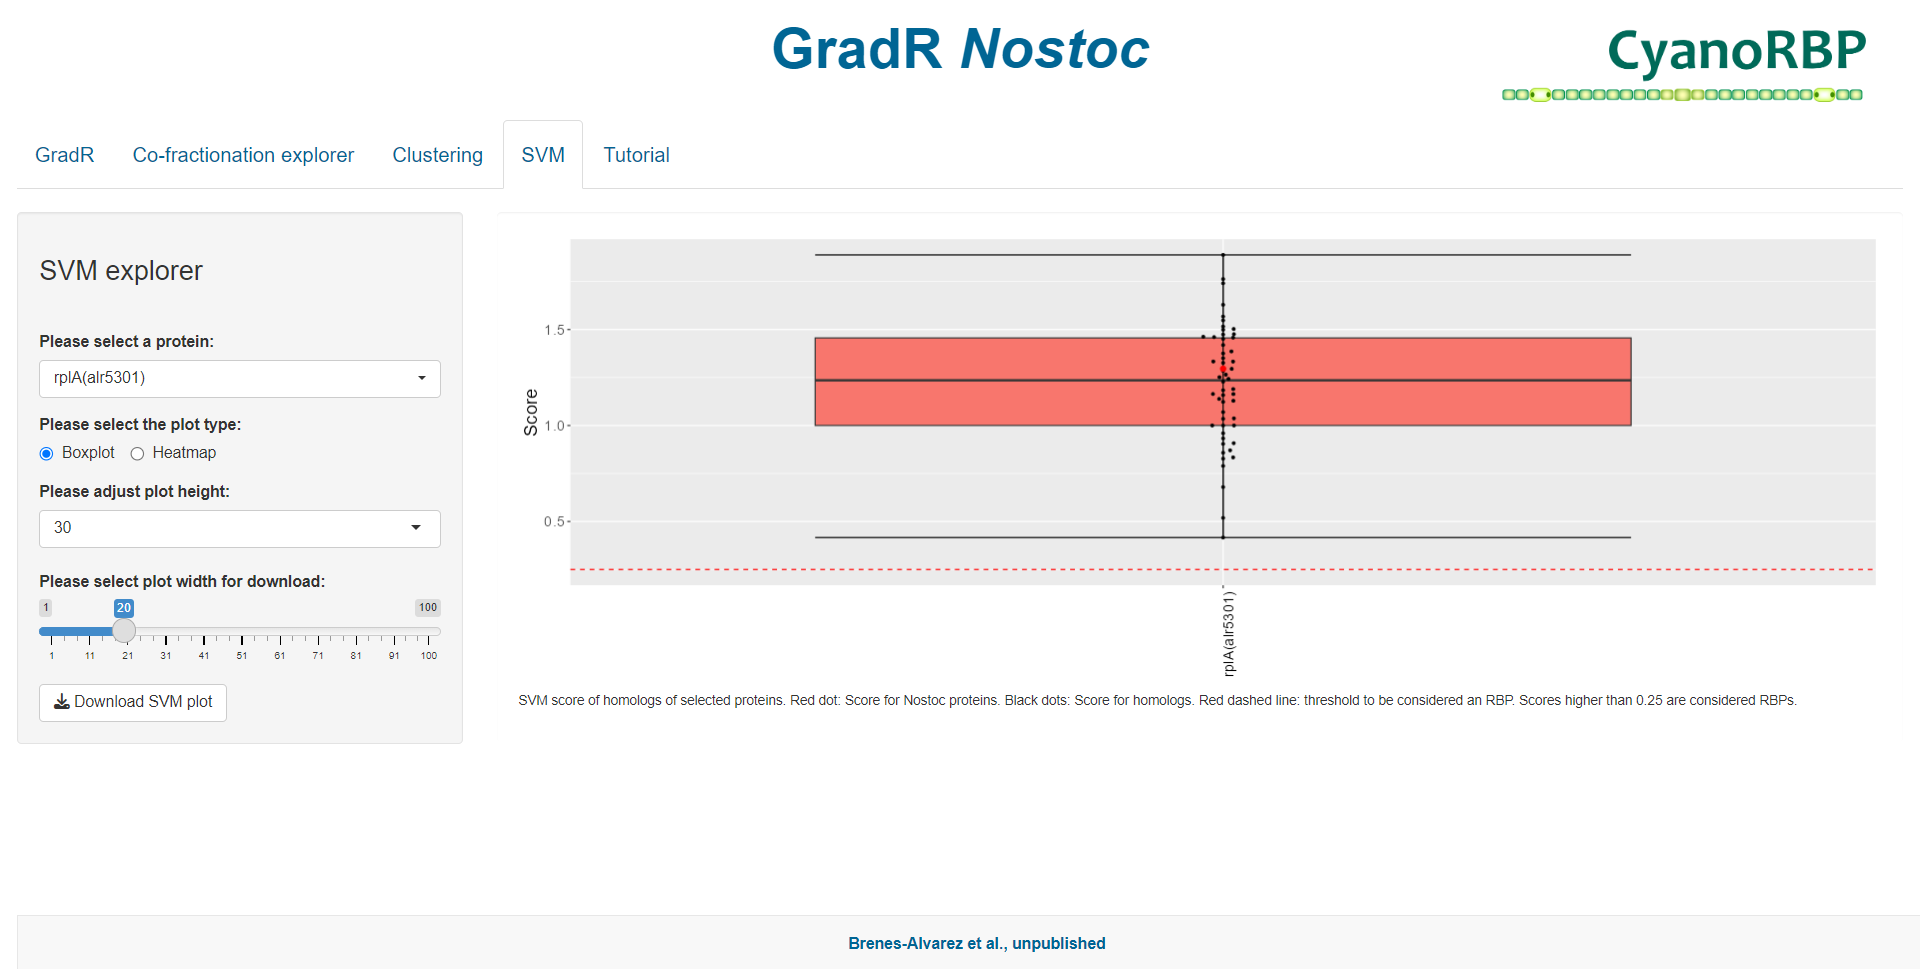 GradR Nostoc
CyanoRBP
GradR
Co-fractionation explorer
Clustering
SVM
Tutorial
SVM explorer
Please select a protein:
rplA(alr5301)
Please select the plot type:
Boxplot
Heatmap
Please adjust plot height:
30
Please select plot width for download:
1
20
100
1 11 21 31 41 51 61 71 81 91 100
Download SVM plot
Score
1.5
1.0
0.5
rplA(alr5301)
SVM score of homologs of selected proteins. Red dot: Score for Nostoc proteins. Black dots: Score for homologs. Red dashed line: threshold to be considered an RBP. Scores higher than 0.25 are considered RBPs.
Brenes-Alvarez et al., unpublished